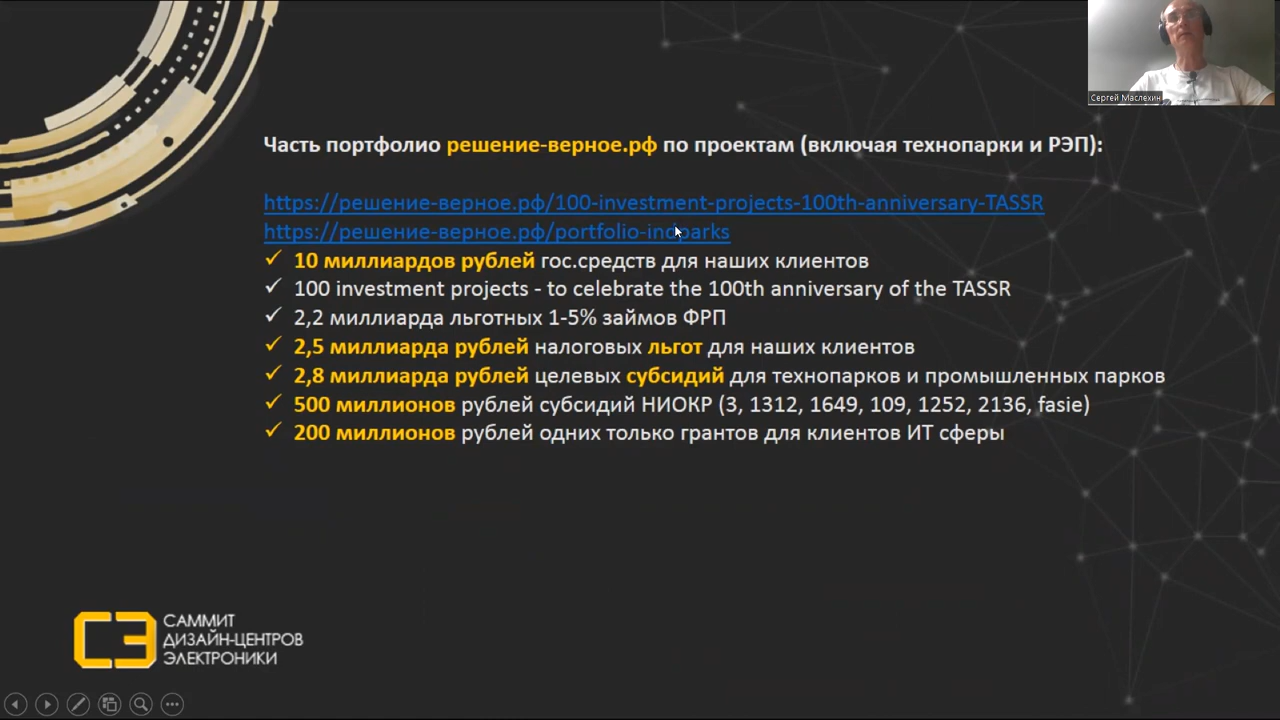 Сергей Маслехин
Часть портфолио решение-верное.рф по проектам (включая технопарки и РЭП):
https://решение-верное.рф/100-investment-projects-100th-anniversary-TASSR
https://решение-верное.рф/portfolio-indparks
10 миллиардов рублей гос.средств для наших клиентов
100 investment projects - to celebrate the 100th anniversary of the TASSR
2,2 миллиарда льготных 1-5% займов ФРП
2,5 миллиарда рублей налоговых льгот для наших клиентов
2,8 миллиарда рублей целевых субсидий для технопарков и промышленных парков
500 миллионов рублей субсидий НИОКР (3, 1312, 1649, 109, 1252, 2136, fasie)
200 миллионов рублей одних только грантов для клиентов ИТ сферы
СЭ
САММИТ
ДИЗАЙН-ЦЕНТРОВ
ЭЛЕКТРОНИКИ